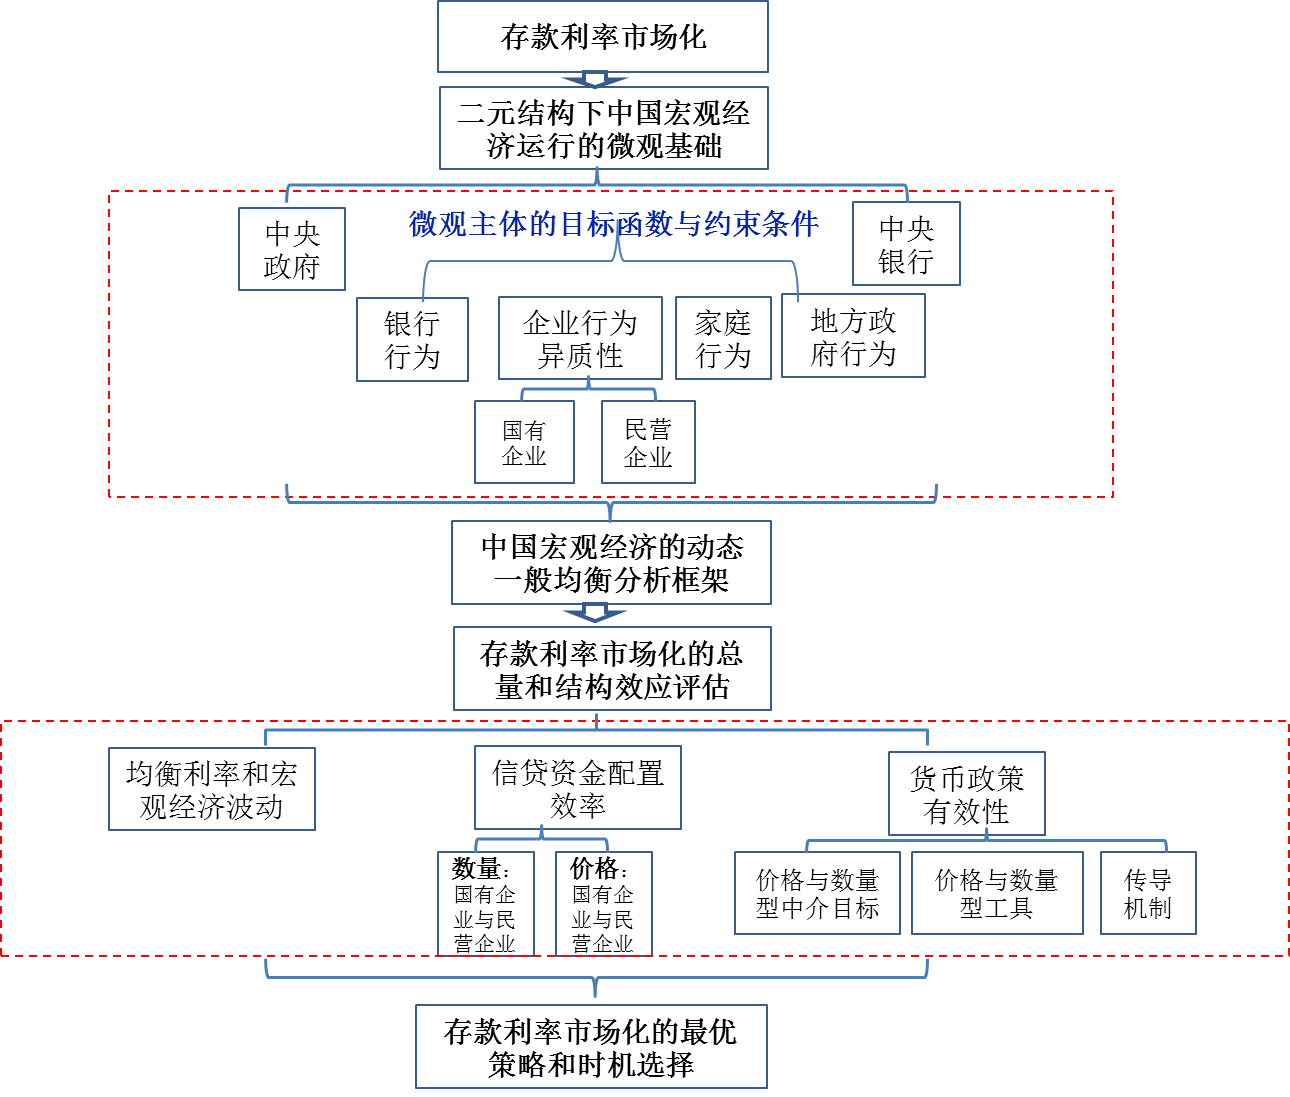 存款利率市场化
二元结构下中国宏观经
济运行的微观基础
中央
政府
微观主体的目标函数与约束条件
中央
银行
银行
行为
企业行为
异质性
家庭
行为
地方政
府行为
国有
企业
民营
企业
中国宏观经济的动态
一般均衡分析框架
存款利率市场化的总
量和结构效应评估
均衡利率和宏
观经济波动
信贷资金配置
效率
货币政策
有效性
数量：
国有企
业与民
营企业
价格：
国有企
业与民
营企业
价格与数量
型中介目标
价格与数量
型工具
传导
机制
存款利率市场化的最优
策略和时机选择